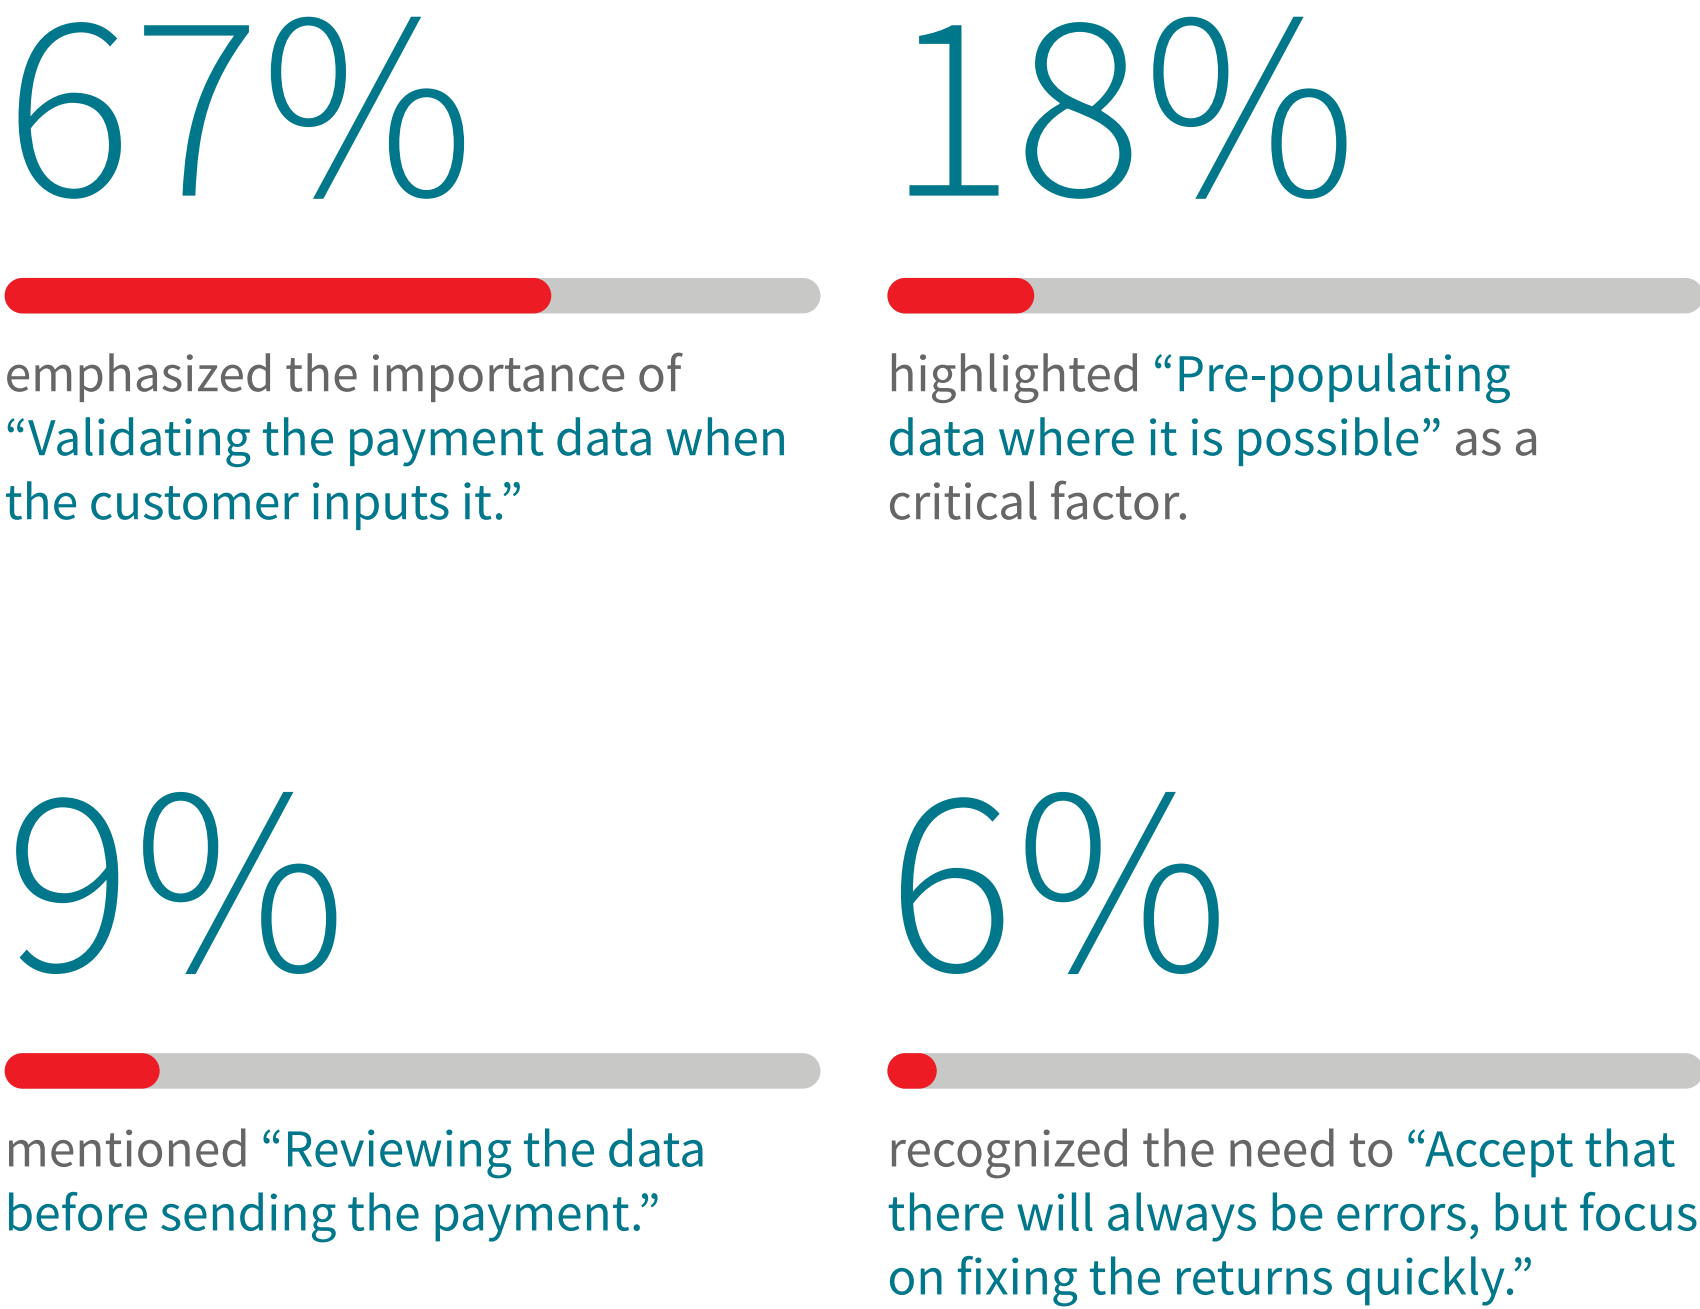 67%
emphasized the importance of
“Validating the payment data when
the customer inputs it.”
18%
highlighted “Pre-populating
data where it is possible” as a
critical factor.
9%
mentioned “Reviewing the data
before sending the payment.”
6%
recognized the need to “Accept that
there will always be errors, but focus
on fixing the returns quickly.”